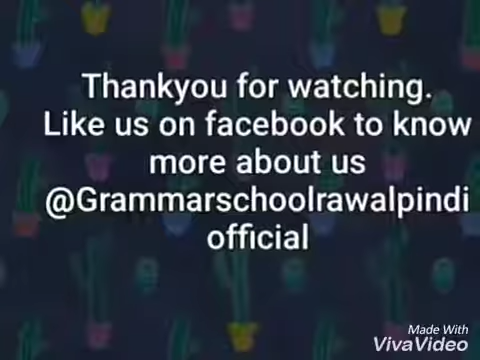 Thankyou for watching.
Like us on facebook to know
more about us
@Grammarschoolrawalpindi
official
Made With
VivaVideo